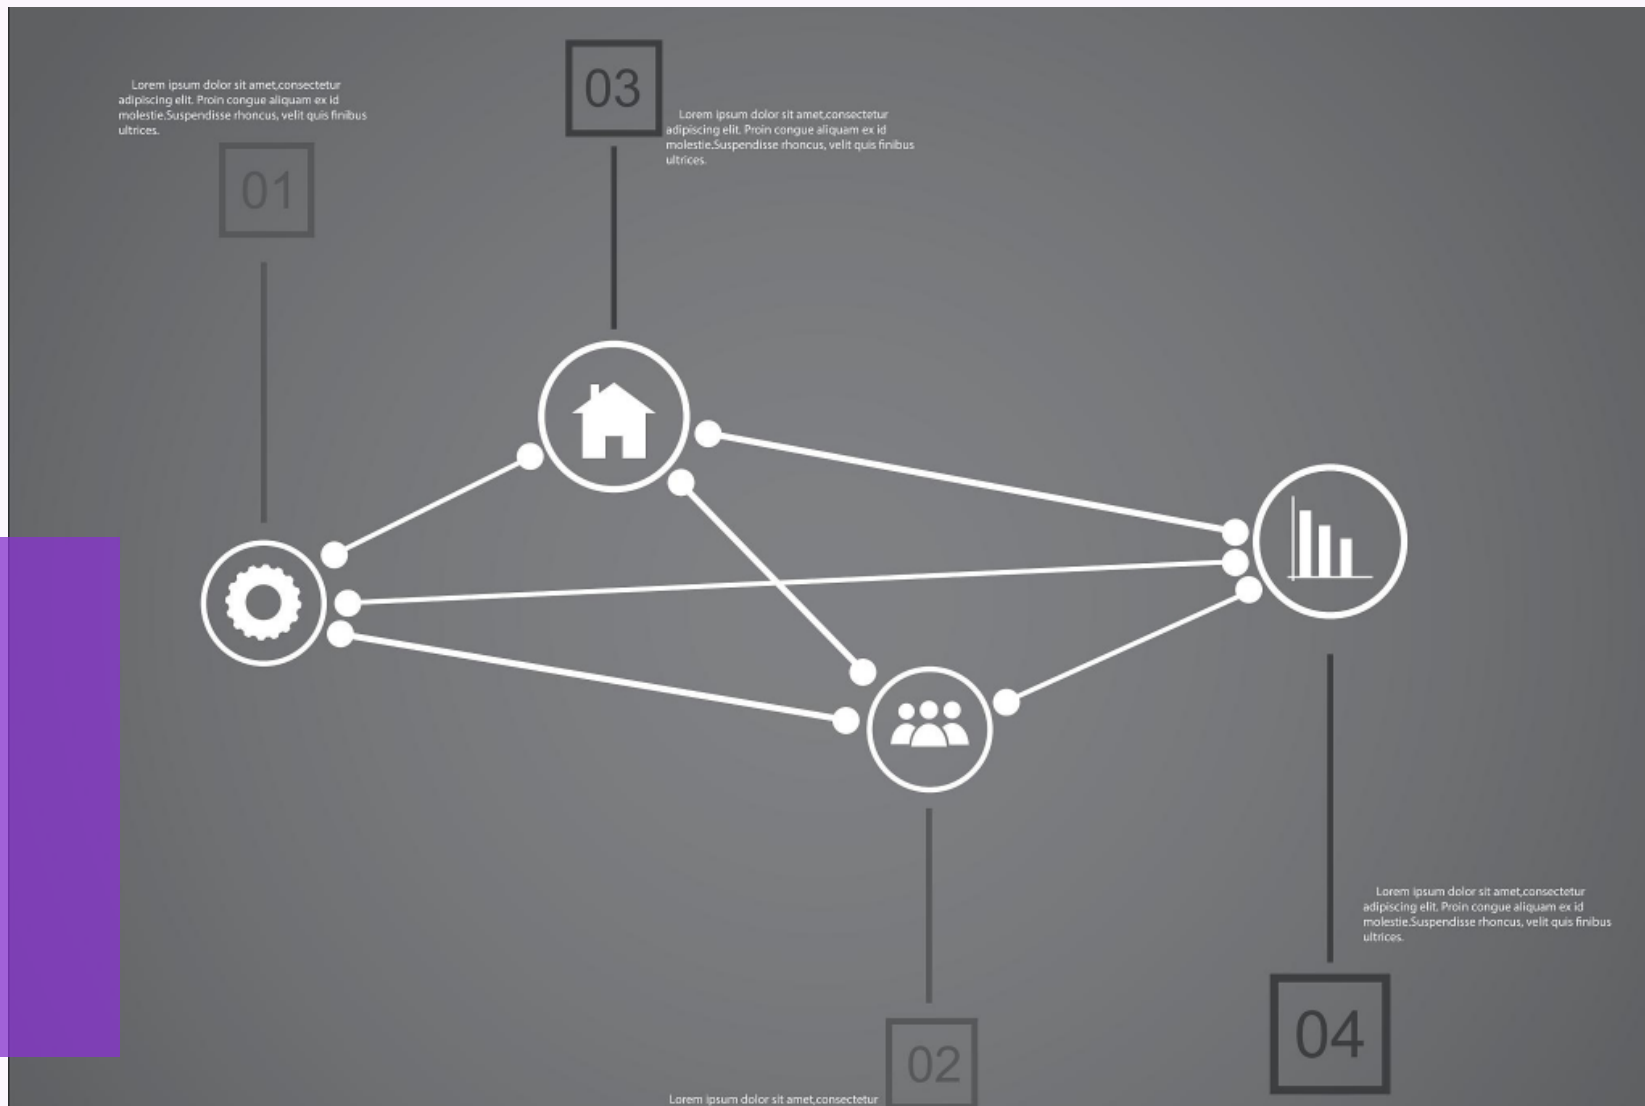 Lorem ipsum dolor sit amet,consectetur
adipiscing elit. Proin congue aliquam ex id
molestie.Suspendisse rhoncus, velit quis finibus
ultrices.
01
03
Lorem ipsum dolor sit amet,consectetur
adipiscing elit. Proin congue aliquam ex id
molestie.Suspendisse rhoncus, velit quis finibus
ultrices.
Lorem ipsum dolor sit amet,consectetur
adipiscing elit. Proin congue aliquam ex id
molestie.Suspendisse rhoncus, velit quis finibus
ultrices.
04
02
Lorem ipsum dolor sit amet,consectetur